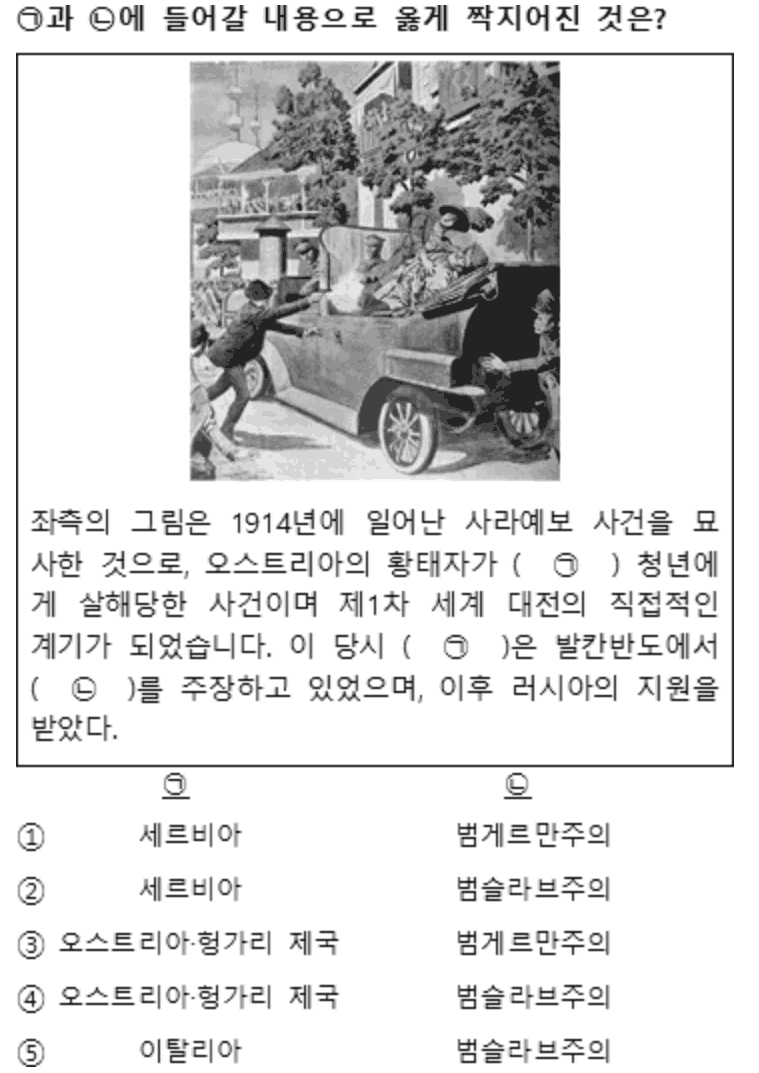 ㉠과 ㉡에 들어갈 내용으로 옳게 짝지어진 것은?
좌측의 그림은 1914년에 일어난 사라예보 사건을 묘
사한 것으로, 오스트리아의 황태자가 ( ㉠ ) 청년에
게 살해당한 사건이며 제1차 세계 대전의 직접적인
계기가 되었습니다. 이 당시 ( ㉠ )은 발칸반도에서
( ㉡ )를 주장하고 있었으며, 이후 러시아의 지원을
받았다.
㉠ ㉡
① 세르비아 범게르만주의
② 세르비아 범슬라브주의
③ 오스트리아·헝가리 제국 범게르만주의
④ 오스트리아·헝가리 제국 범슬라브주의
⑤ 이탈리아 범슬라브주의